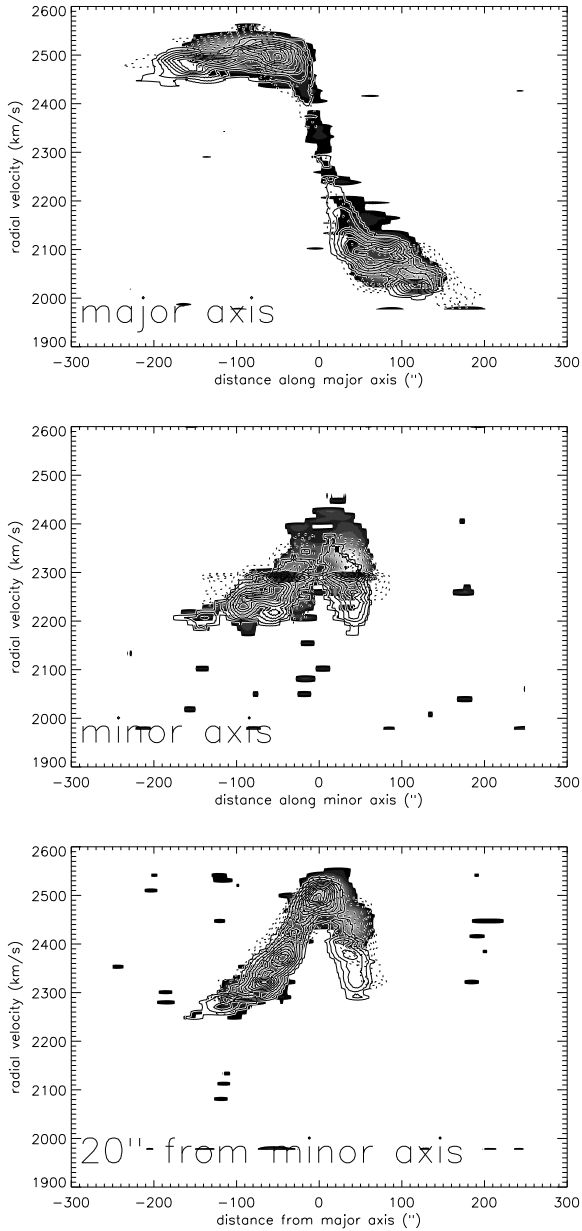 2600
2500
2400
2300
2200
2100
2000
1900
radial velocity (km/s)
major axis
−300 −200 −100 0 100 200 300
distance along major axis (")
2600
2500
2400
2300
2200
2100
2000
1900
radial velocity (km/s)
minor axis
−300 −200 −100 0 100 200 300
distance along minor axis (")
2600
2500
2400
2300
2200
2100
2000
1900
radial velocity (km/s)
20" from minor axis
−300 −200 −100 0 100 200 300
distance from major axis (")